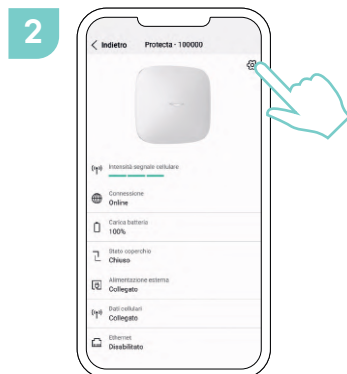 2
Indietro Protecta - 100000
Intensità segnale cellulare
Connessione
Online
Carica batteria
100%
Stato coperchio
Chiuso
Alimentazione esterna
Collegato
Dati cellulari
Collegato
Ethernet
Disabilitato